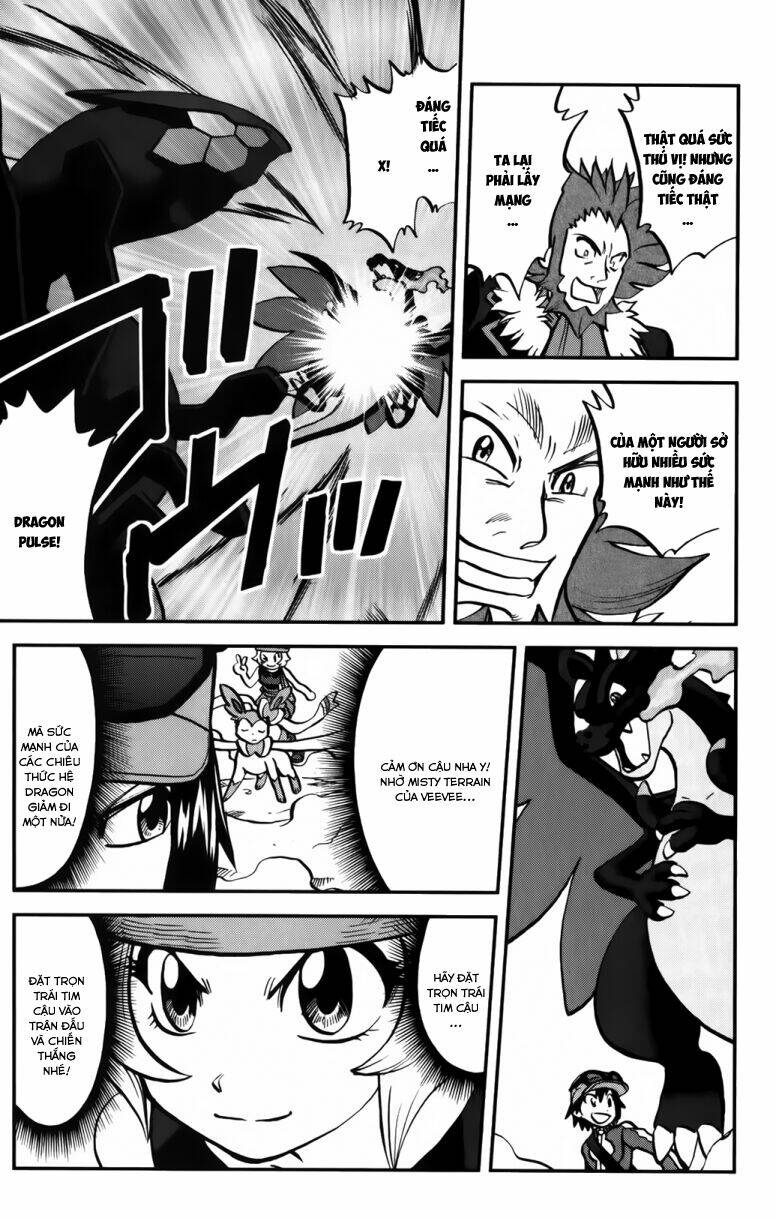 THẬT QUÁ SỨC
THÚ VỊ! NHƯNG
CŨNG ĐÁNG
TIẾC THẬT
...
TA LẠI
PHẢI LẤY
MẠNG
...
CỦA MỘT NGƯỜI SỞ
HỮU NHIỀU SỨC
MẠNH NHƯ THẾ
NÀY!
ĐÁNG
TIẾC
QUÁ
...
X!
DRAGON
PULSE!
CẢM ƠN CẬU NHA Y!
NHỜ MISTY TERRAIN
CỦA VEEVEE...
MÀ SỨC
MẠNH CỦA
CÁC CHIÊU
THỨC HỆ
DRAGON
GIẢM ĐI
MỘT NỬA!
HÃY ĐẶT
TRỌN TRÁI
TIM CẬU
...
ĐẶT TRỌN
TRÁI TIM
CẬU VÀO
TRẬN ĐẤU
VÀ CHIẾN
THẮNG
NHÉ!